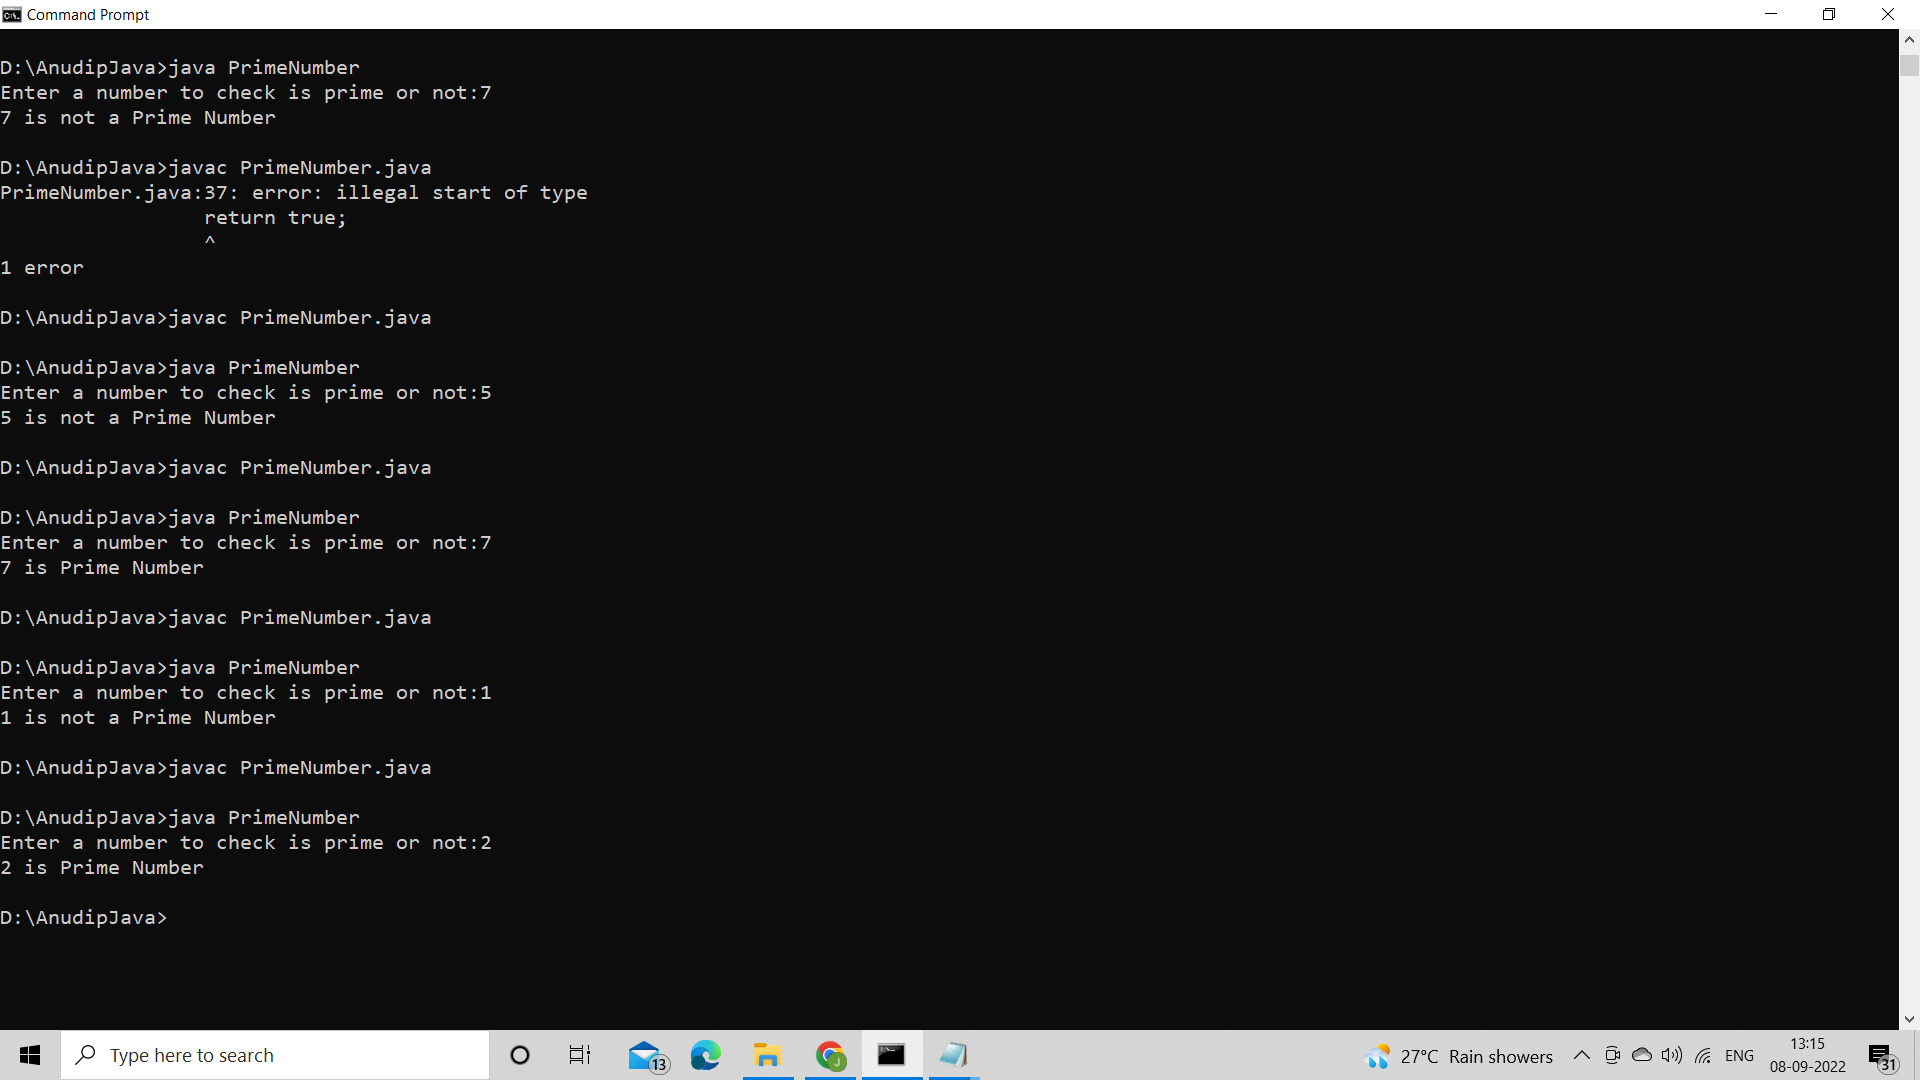 Command Prompt
D:\AnudipJava>java PrimeNumber
Enter a number to check is prime or not:7
7 is not a Prime Number
D:\AnudipJava>javac PrimeNumber.java
PrimeNumber.java:37: error: illegal start of type
return true;
^
1 error
D:\AnudipJava>javac PrimeNumber.java
D:\AnudipJava>java PrimeNumber
Enter a number to check is prime or not:5
5 is not a Prime Number
D:\AnudipJava>javac PrimeNumber.java
D:\AnudipJava>java PrimeNumber
Enter a number to check is prime or not:7
7 is Prime Number
D:\AnudipJava>javac PrimeNumber.java
D:\AnudipJava>java PrimeNumber
Enter a number to check is prime or not:1
1 is not a Prime Number
D:\AnudipJava>javac PrimeNumber.java
D:\AnudipJava>java PrimeNumber
Enter a number to check is prime or not:2
2 is Prime Number
D:\AnudipJava>
Type here to search
13
J
27°C Rain showers
ENG
13:15
08-09-2022
31